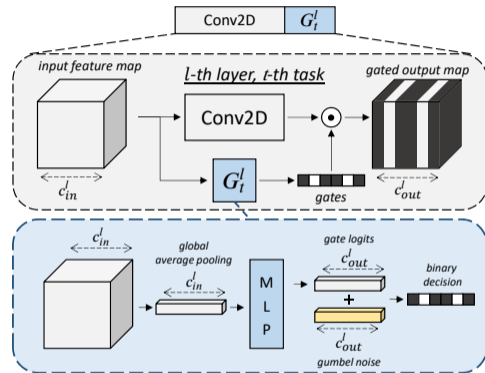 Conv2D G_t^l
input feature map
l-th layer, t-th task
gated output map
Conv2D
c_in^l
G_t^l
gates
c_out^l
c_in^l
global
average pooling
c_in^l
M
L
P
gate logits
c_out^l
+
c_out^l
gumbel noise
binary
decision